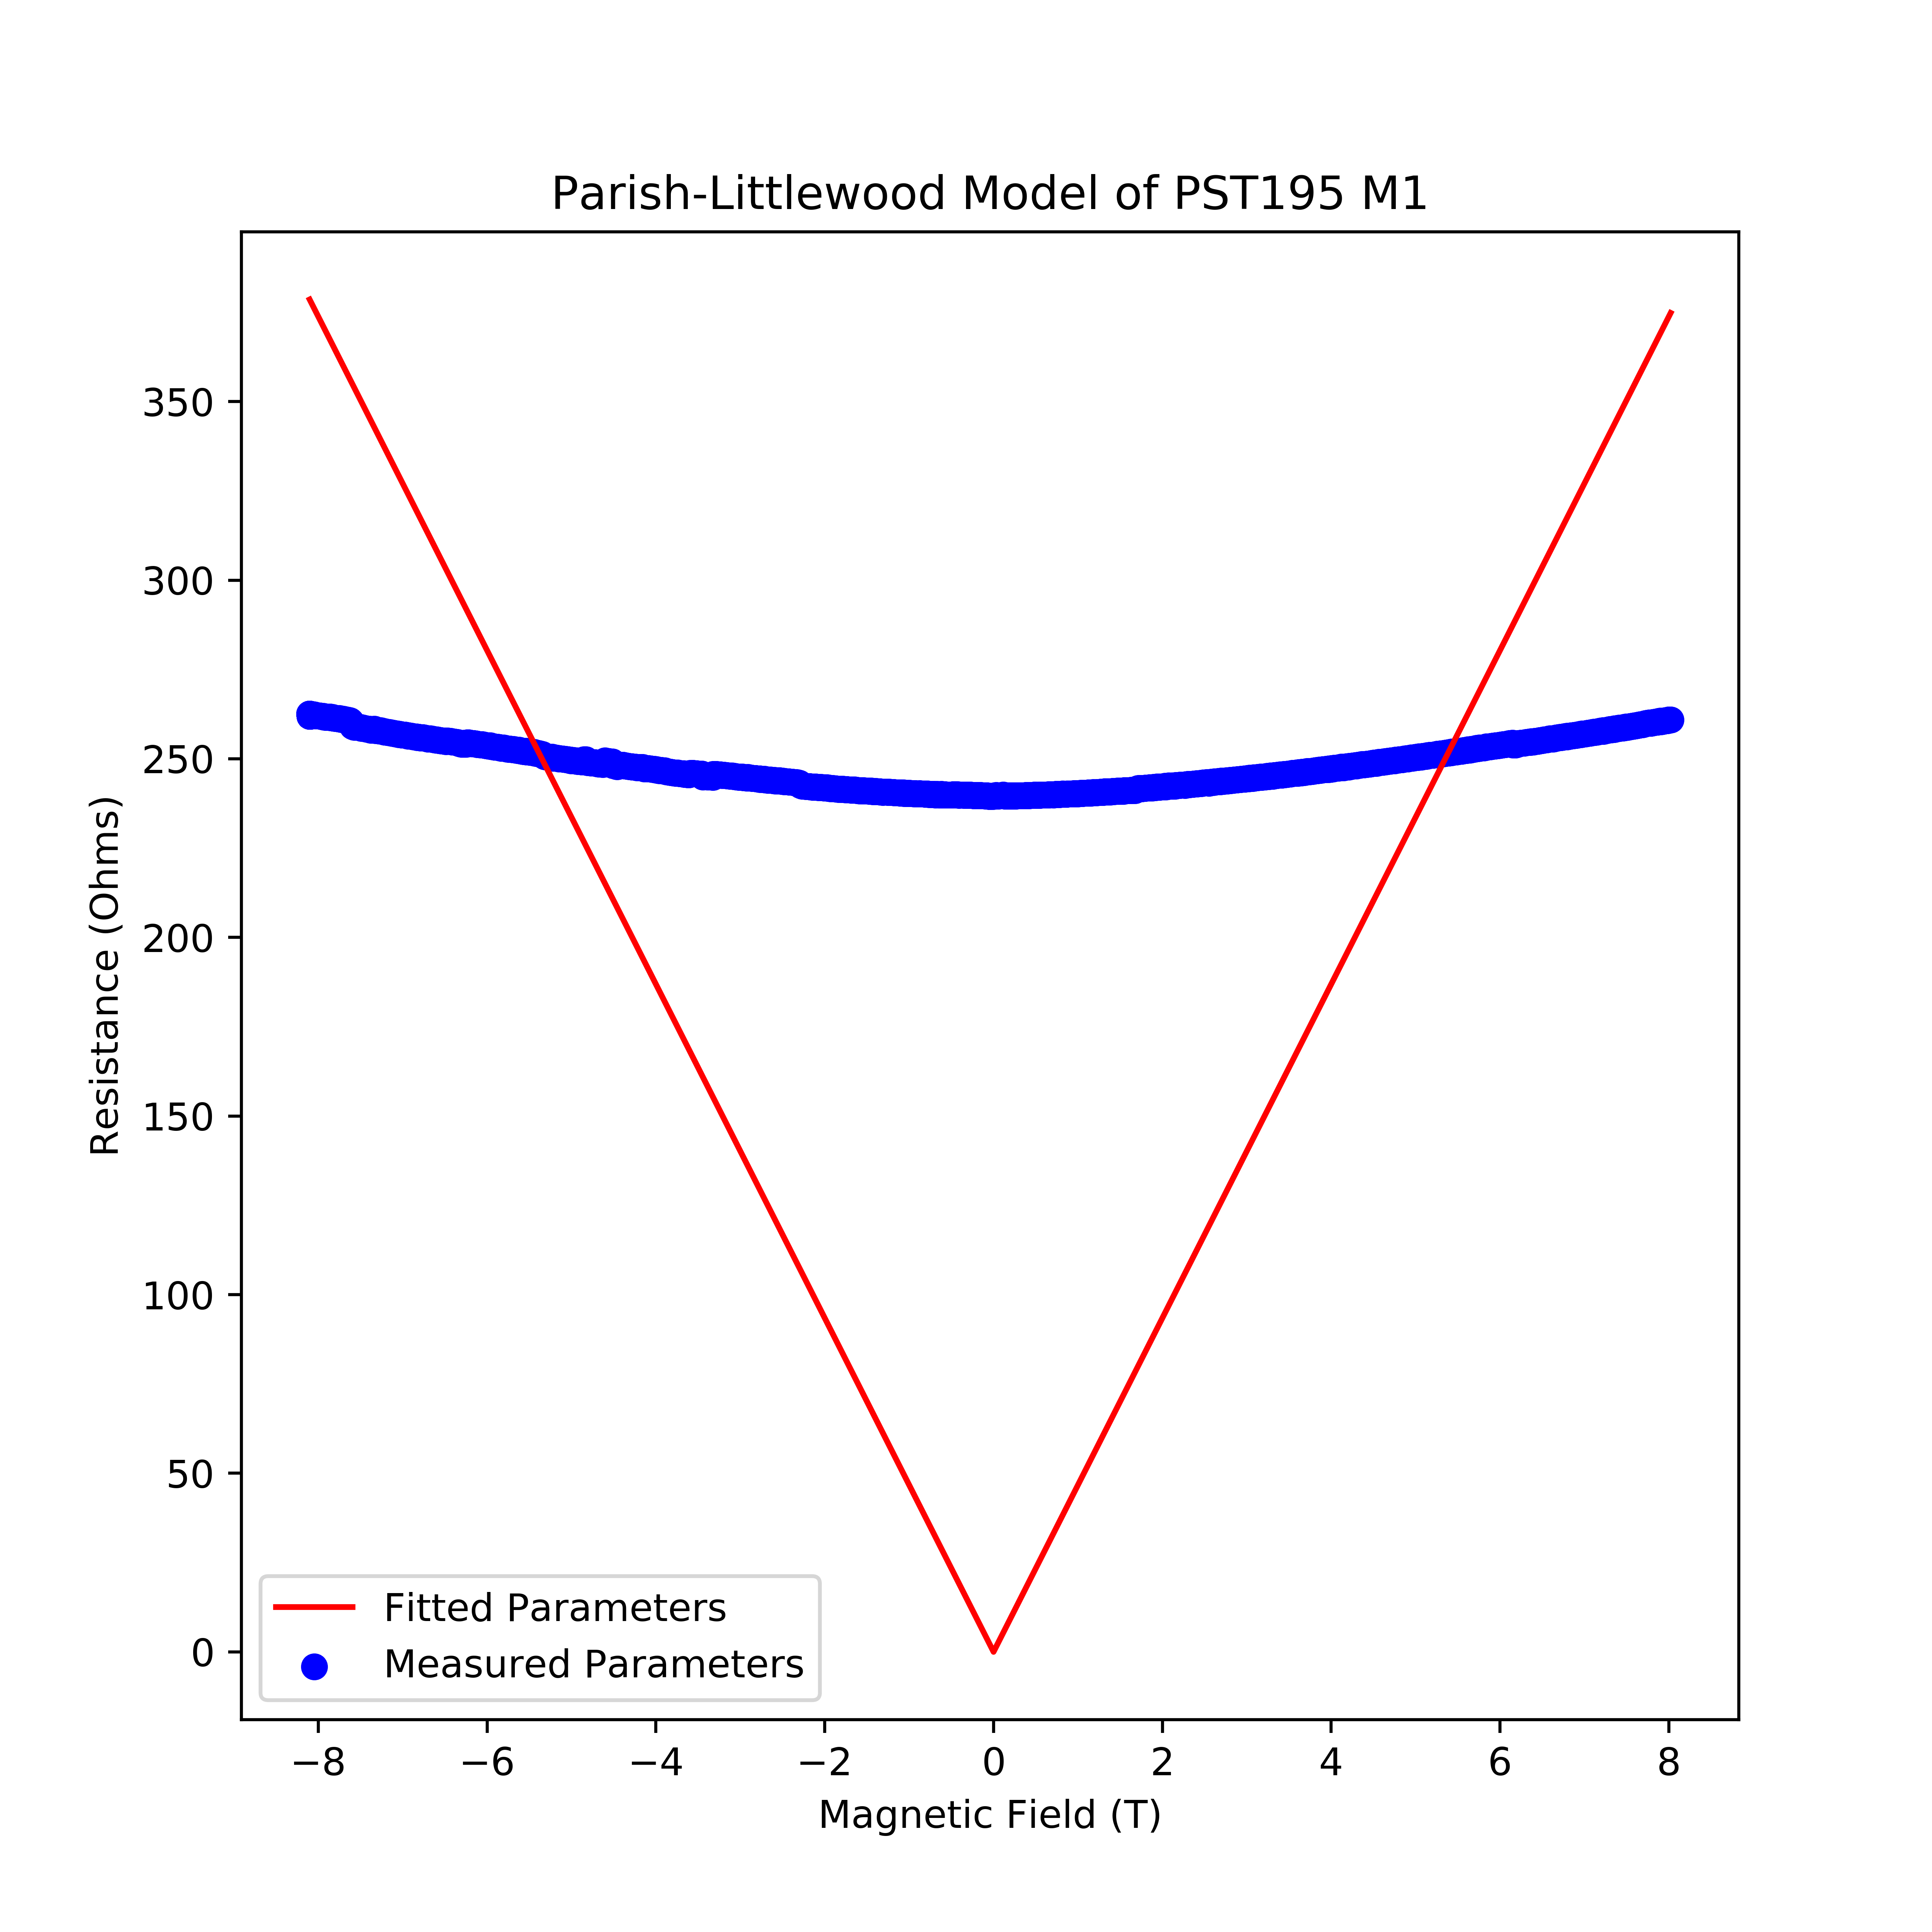 Parish-Littlewood Model of PST195 M1
Resistance (Ohms)
350
300
250
200
150
100
50
0
Fitted Parameters
Measured Parameters
−8 −6 −4 −2 0 2 4 6 8
Magnetic Field (T)